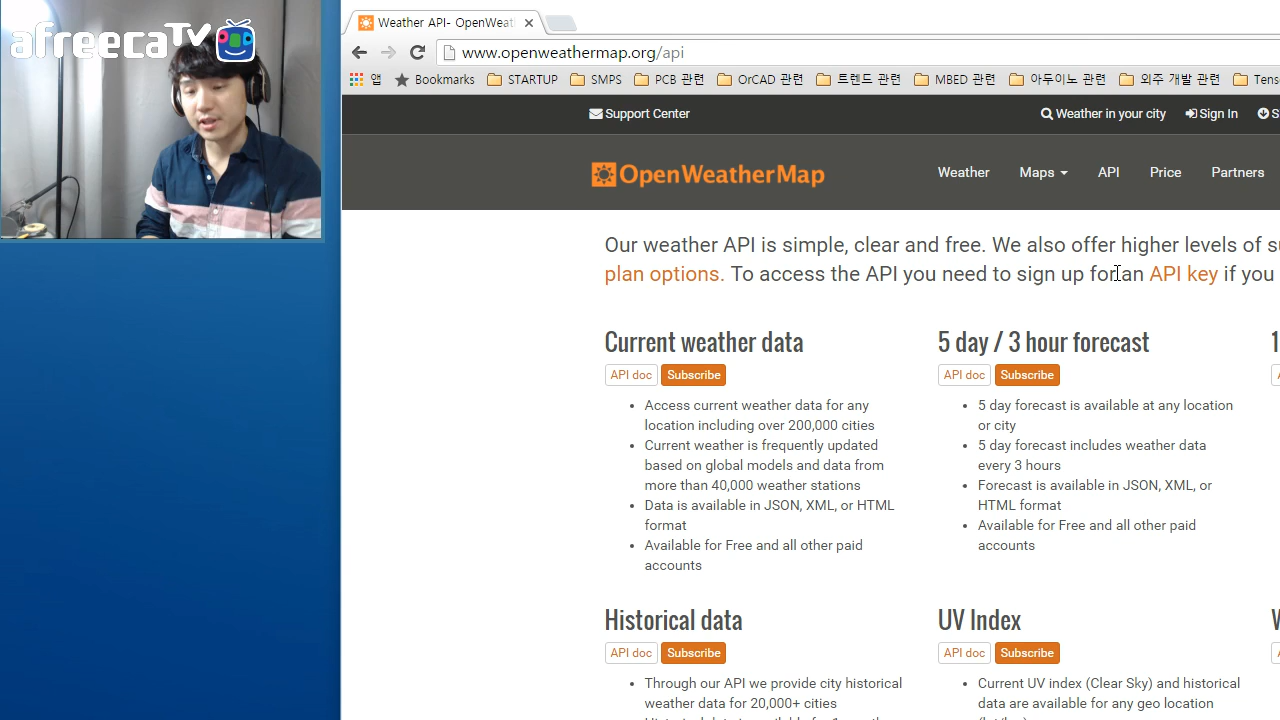 afreecaTV
Weather API- OpenWeat
www.openweathermap.org/api
앱 Bookmarks STARTUP SMPS PCB 관련 OrCAD 관련 트렌드 관련 MBED 관련 아두이노 관련 외주 개발 관련 Tens
Support Center Weather in your city Sign In S
OpenWeatherMap Weather Maps API Price Partners
Our weather API is simple, clear and free. We also offer higher levels of su
plan options. To access the API you need to sign up for an API key if you
Current weather data
API doc Subscribe
• Access current weather data for any
location including over 200,000 cities
• Current weather is frequently updated
based on global models and data from
more than 40,000 weather stations
• Data is available in JSON, XML, or HTML
format
• Available for Free and all other paid
accounts
5 day / 3 hour forecast
API doc Subscribe
• 5 day forecast is available at any location
or city
• 5 day forecast includes weather data
every 3 hours
• Forecast is available in JSON, XML, or
HTML format
• Available for Free and all other paid
accounts
1
Historical data
API doc Subscribe
• Through our API we provide city historical
weather data for 20,000+ cities
UV Index
API doc Subscribe
• Current UV index (Clear Sky) and historical
data are available for any geo location